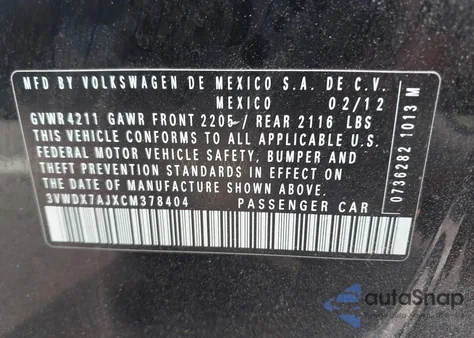 MFD BY VOLKSWAGEN DE MEXICO S.A. DE C.V.
MEXICO 02/12
GVWR 4211 GAWR FRONT 2205 / REAR 2116 LBS
THIS VEHICLE CONFORMS TO ALL APPLICABLE U.S.
FEDERAL MOTOR VEHICLE SAFETY, BUMPER AND
THEFT PREVENTION STANDARDS IN EFFECT ON THE
DATE OF MANUFACTURE SHOWN ABOVE.
3VWDX7AJXCM378404 PASSENGER CAR
0736282 1013 M
autoSnap